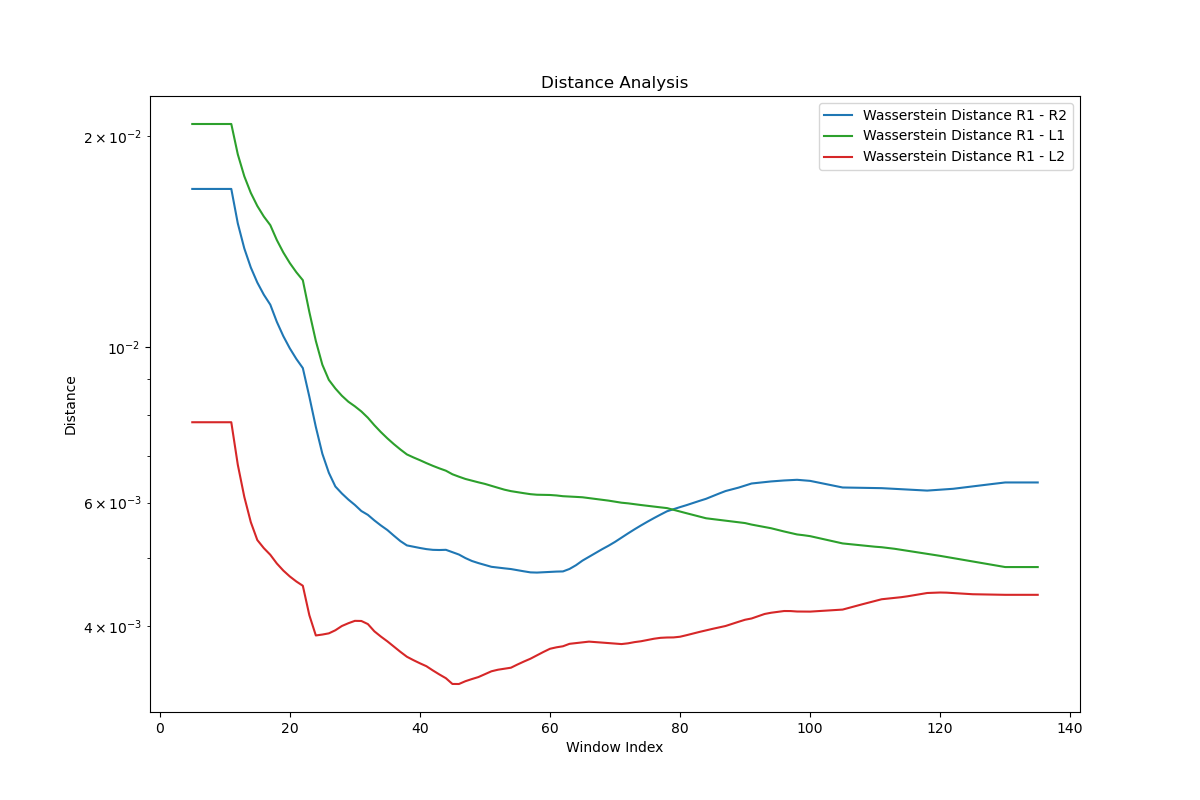 Distance Analysis
Wasserstein Distance R1 - R2
Wasserstein Distance R1 - L1
Wasserstein Distance R1 - L2
Distance
2 × 10⁻²
10⁻²
6 × 10⁻³
4 × 10⁻³
0 20 40 60 80 100 120 140
Window Index